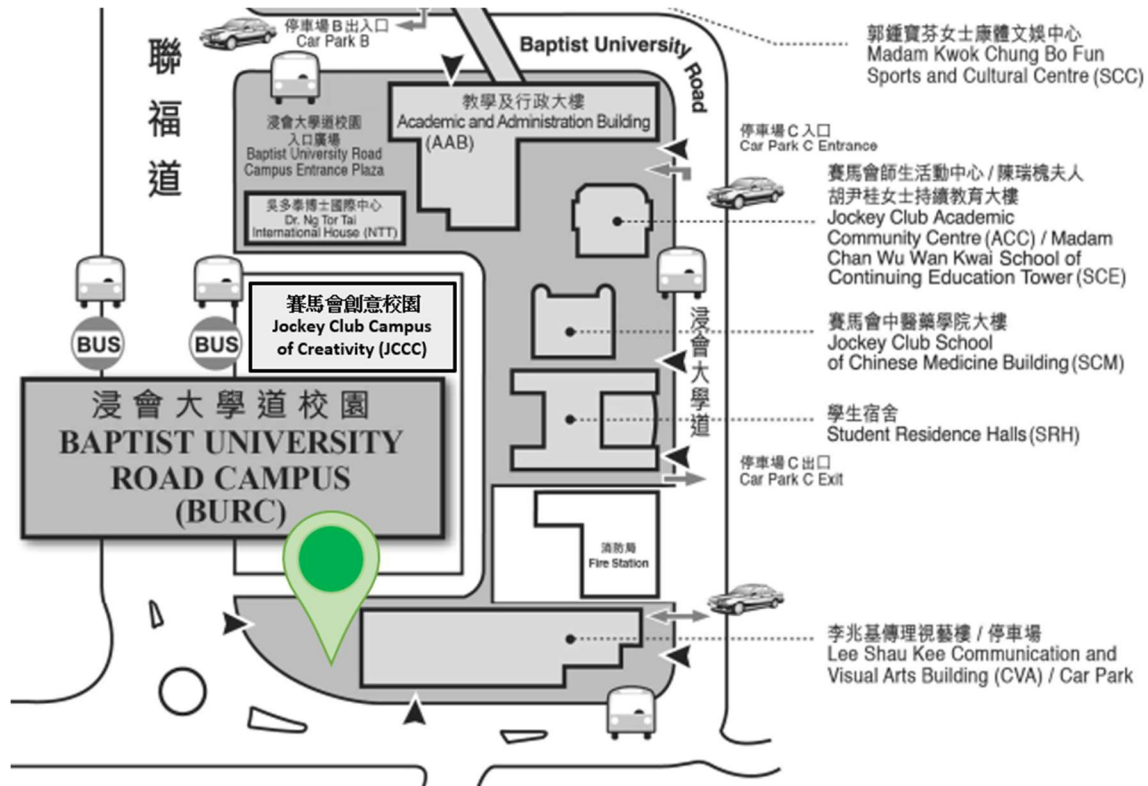 停車場B出入口
Car Park B
聯福道
Baptist University Road
郭鍾寶芬女士康體文娛中心
Madam Kwok Chung Bo Fun
Sports and Cultural Centre (SCC)
教學及行政大樓
Academic and Administration Building
(AAB)
浸會大學道校園
入口廣場
Baptist University Road
Campus Entrance Plaza
停車場C入口
Car Park C Entrance
吳多泰博士國際中心
Dr. Ng Tor Tai
International House (NTT)
賽馬會師生活動中心 / 陳瑞槐夫人
胡尹桂女士持續教育大樓
Jockey Club Academic
Community Centre (ACC) / Madam
Chan Wu Wan Kwai School of
Continuing Education Tower (SCE)
賽馬會創意校園
Jockey Club Campus
of Creativity (JCCC)
BUS
BUS
浸會大學道
賽馬會中醫藥學院大樓
Jockey Club School
of Chinese Medicine Building (SCM)
浸會大學道校園
BAPTIST UNIVERSITY
ROAD CAMPUS
(BURC)
學生宿舍
Student Residence Halls (SRH)
停車場C出口
Car Park C Exit
消防局
Fire Station
李兆基傳理視藝樓 / 停車場
Lee Shau Kee Communication and
Visual Arts Building (CVA) / Car Park